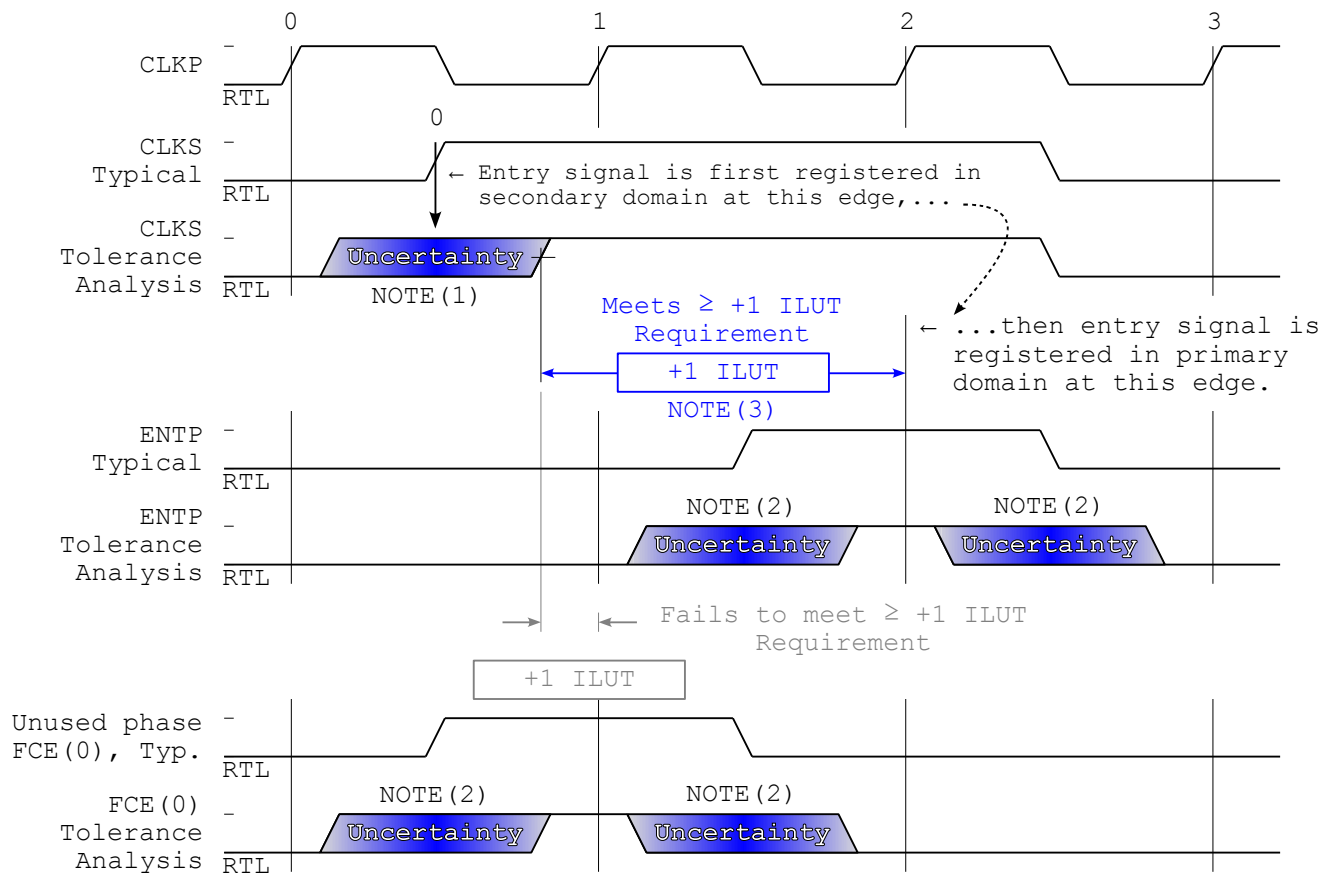 0 1 2 3
CLKP
RTL
0
CLKS
Typical
RTL
← Entry signal is first registered in
secondary domain at this edge,...
CLKS
Tolerance
Analysis
RTL
Uncertainty
NOTE(1)
Meets ≥ +1 ILUT
Requirement
+1 ILUT
NOTE(3)
← ...then entry signal is
registered in primary
domain at this edge.
ENTP
Typical
RTL
ENTP
Tolerance
Analysis
RTL
NOTE(2) NOTE(2)
Uncertainty Uncertainty
Fails to meet ≥ +1 ILUT
Requirement
+1 ILUT
Unused phase
FCE(0), Typ.
RTL
FCE(0)
Tolerance
Analysis
RTL
NOTE(2) NOTE(2)
Uncertainty Uncertainty